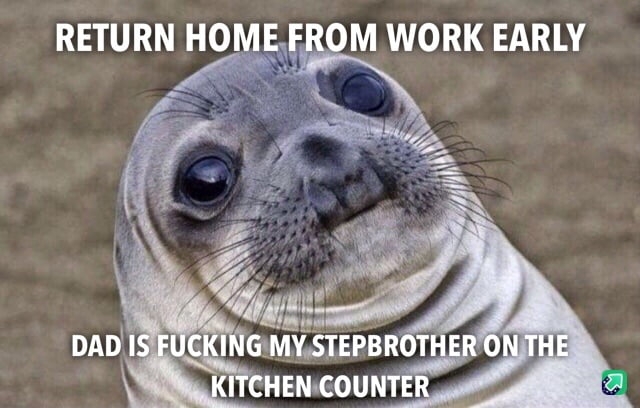 RETURN HOME FROM WORK EARLY
DAD IS FUCKING MY STEPBROTHER ON THE
KITCHEN COUNTER